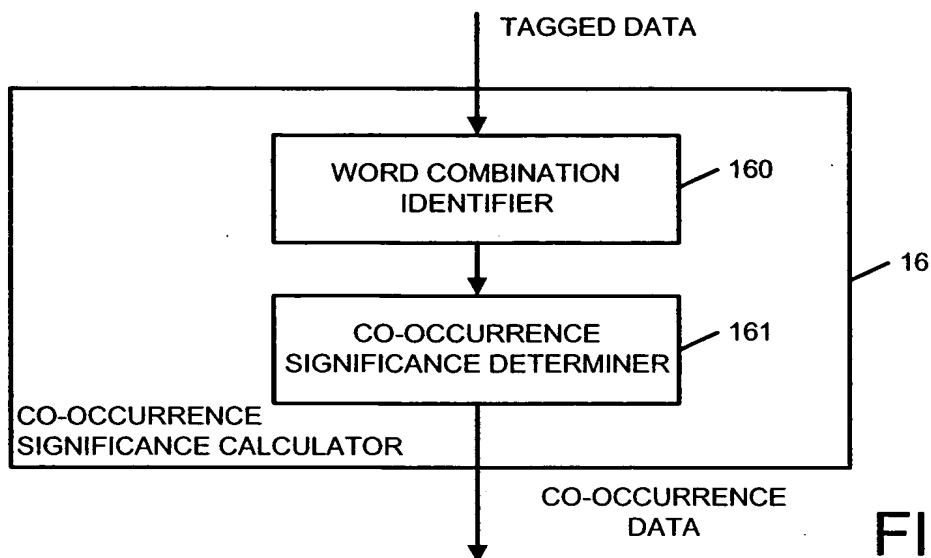 TAGGED DATA
WORD COMBINATION
IDENTIFIER
160
16
CO-OCCURRENCE
SIGNIFICANCE DETERMINER
161
CO-OCCURRENCE
SIGNIFICANCE CALCULATOR
CO-OCCURRENCE
DATA
FI